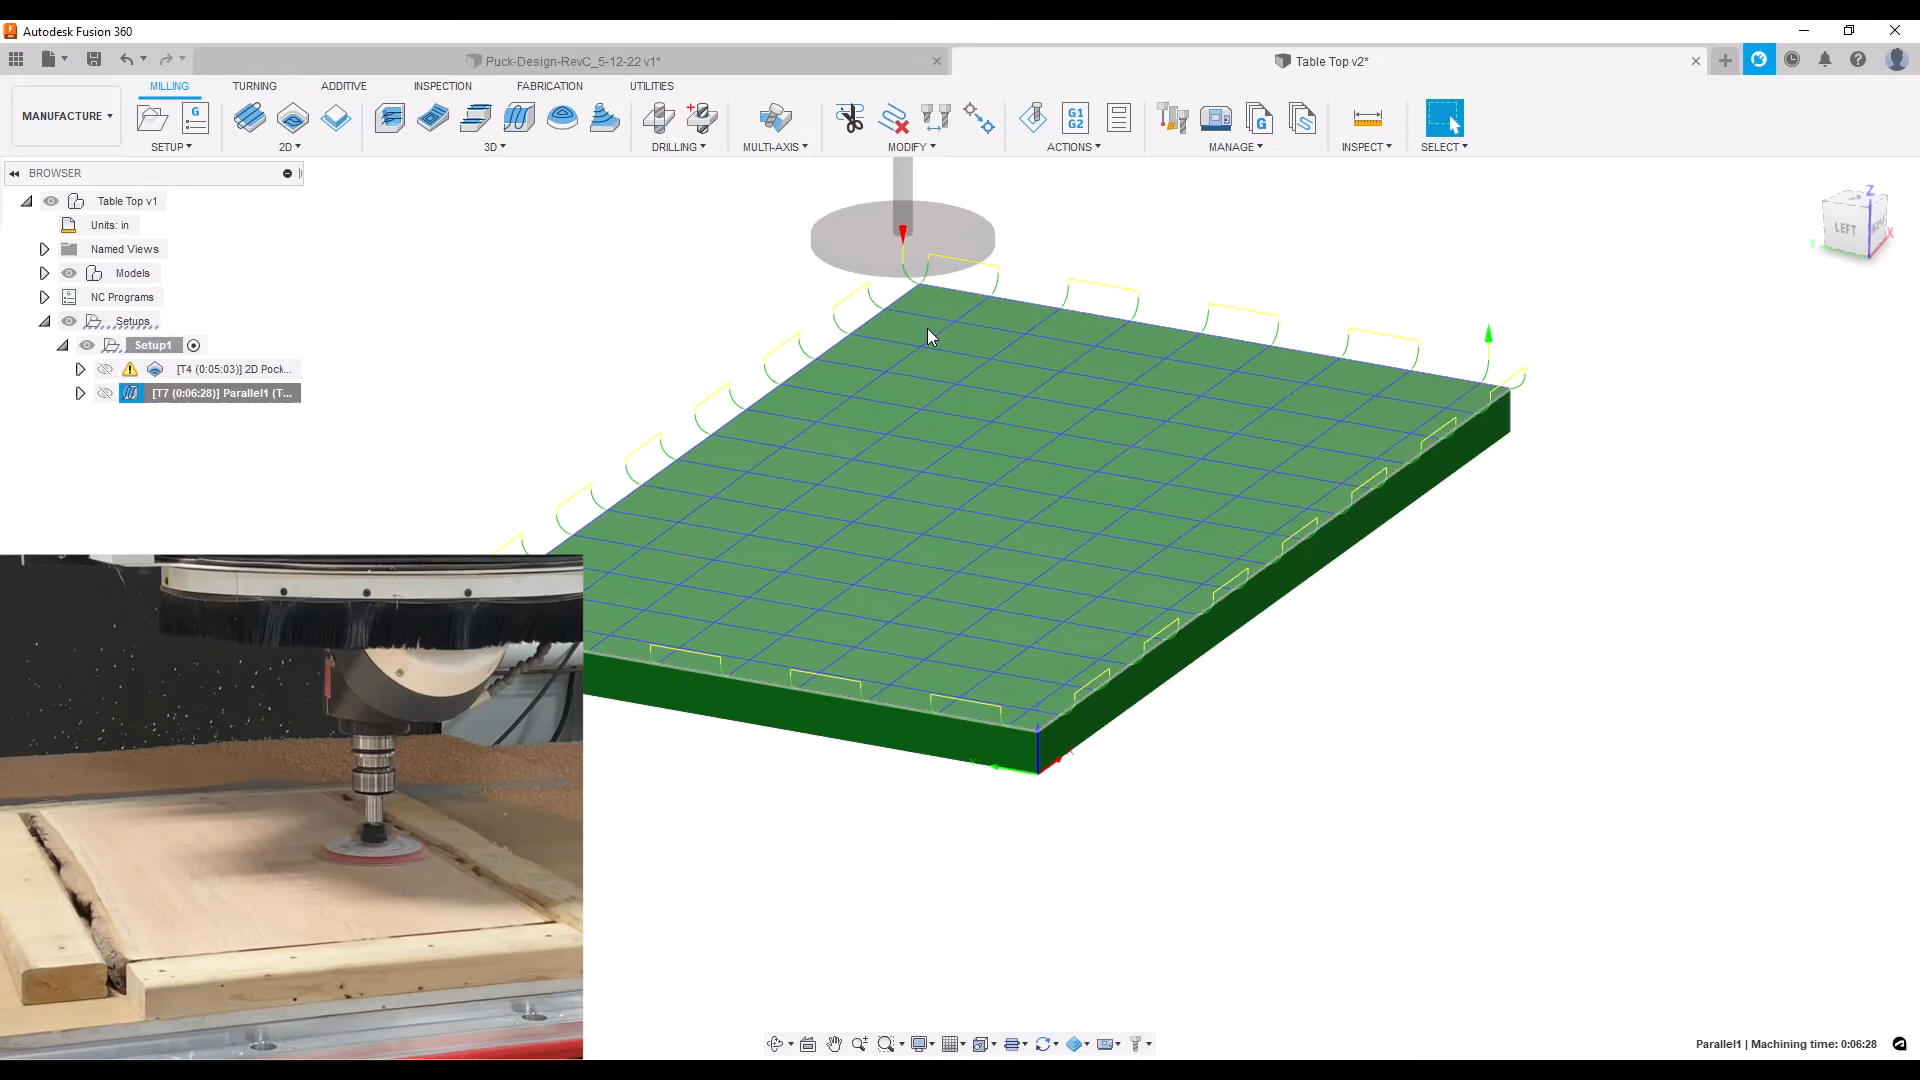 Autodesk Fusion 360
Puck-Design-RevC_5-12-22 v1*
Table Top v2*
MANUFACTURE
MILLING
TURNING
ADDITIVE
INSPECTION
FABRICATION
UTILITIES
SETUP
2D
3D
DRILLING
MULTI-AXIS
MODIFY
ACTIONS
MANAGE
INSPECT
SELECT
G1
G2
BROWSER
Table Top v1
Units: in
Named Views
Models
NC Programs
Setups
Setup1
[T4 (0:05:03)] 2D Pock...
[T7 (0:06:28)] Parallel1 (T...
Z
LEFT
X
Y
Parallel1 | Machining time: 0:06:28